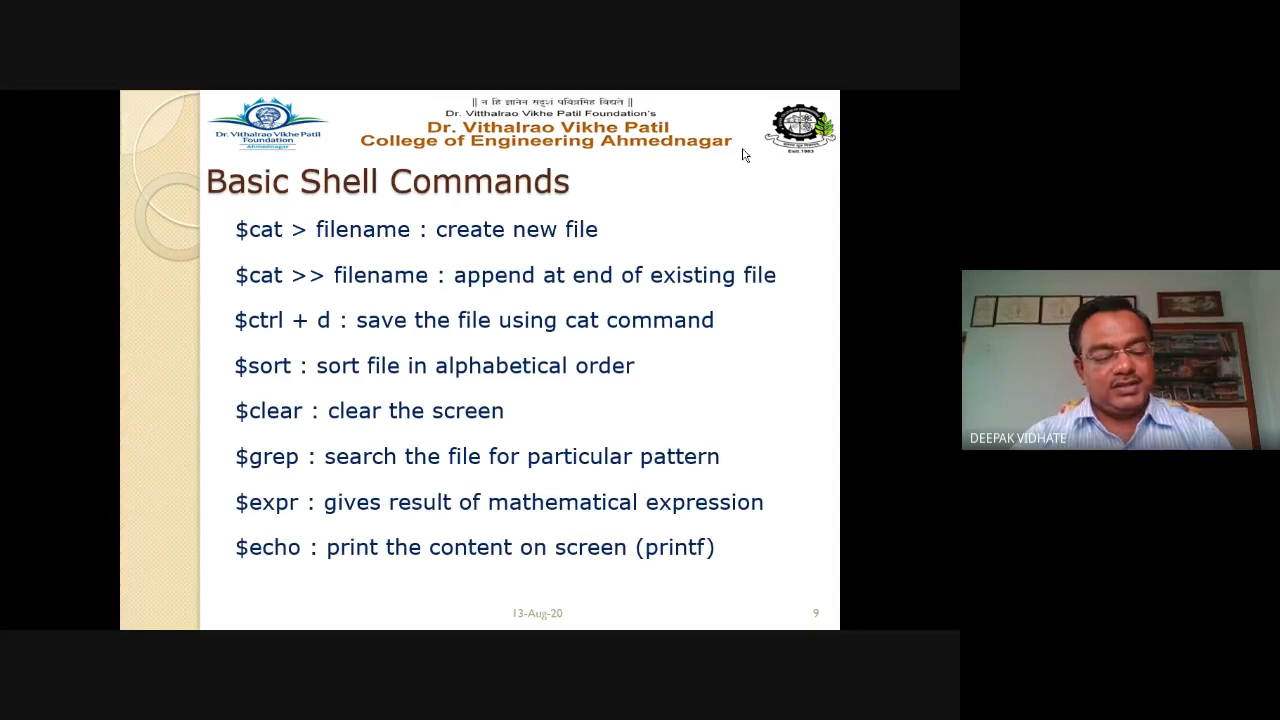 || न हि ज्ञानेन सदृशं पवित्रमिह विद्यते ||
Dr. Vitthalrao Vikhe Patil Foundation's
Dr. Vithalrao Vikhe Patil
College of Engineering Ahmednagar
Dr. Vithalrao Vikhe Patil
Foundation
Ahmednagar
Estt.1983
Basic Shell Commands
$cat > filename : create new file
$cat >> filename : append at end of existing file
$ctrl + d : save the file using cat command
$sort : sort file in alphabetical order
$clear : clear the screen
$grep : search the file for particular pattern
$expr : gives result of mathematical expression
$echo : print the content on screen (printf)
13-Aug-20
9
DEEPAK VIDHATE